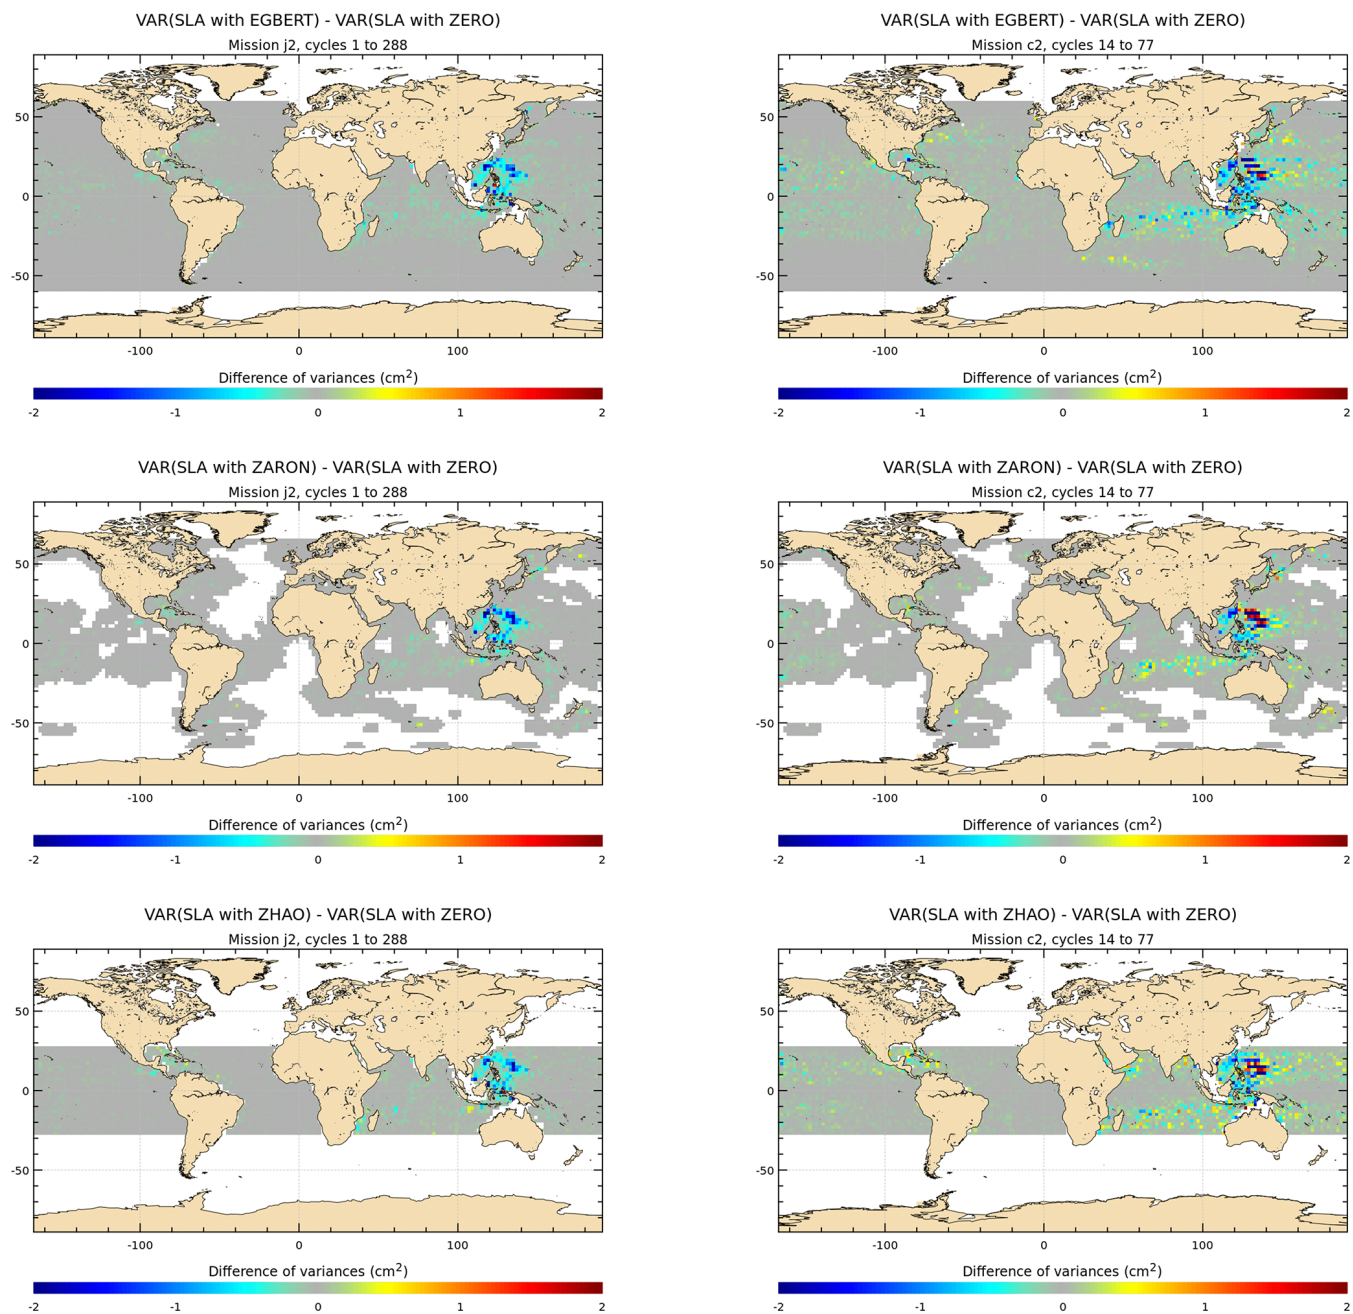 VAR(SLA with EGBERT) - VAR(SLA with ZERO)
Mission j2, cycles 1 to 288
50
0
-50
-100 0 100
Difference of variances (cm²)
-2 -1 0 1 2
VAR(SLA with EGBERT) - VAR(SLA with ZERO)
Mission c2, cycles 14 to 77
50
0
-50
-100 0 100
Difference of variances (cm²)
-2 -1 0 1 2
VAR(SLA with ZARON) - VAR(SLA with ZERO)
Mission j2, cycles 1 to 288
50
0
-50
-100 0 100
Difference of variances (cm²)
-2 -1 0 1 2
VAR(SLA with ZARON) - VAR(SLA with ZERO)
Mission c2, cycles 14 to 77
50
0
-50
-100 0 100
Difference of variances (cm²)
-2 -1 0 1 2
VAR(SLA with ZHAO) - VAR(SLA with ZERO)
Mission j2, cycles 1 to 288
50
0
-50
-100 0 100
Difference of variances (cm²)
-2 -1 0 1 2
VAR(SLA with ZHAO) - VAR(SLA with ZERO)
Mission c2, cycles 14 to 77
50
0
-50
-100 0 100
Difference of variances (cm²)
-2 -1 0 1 2